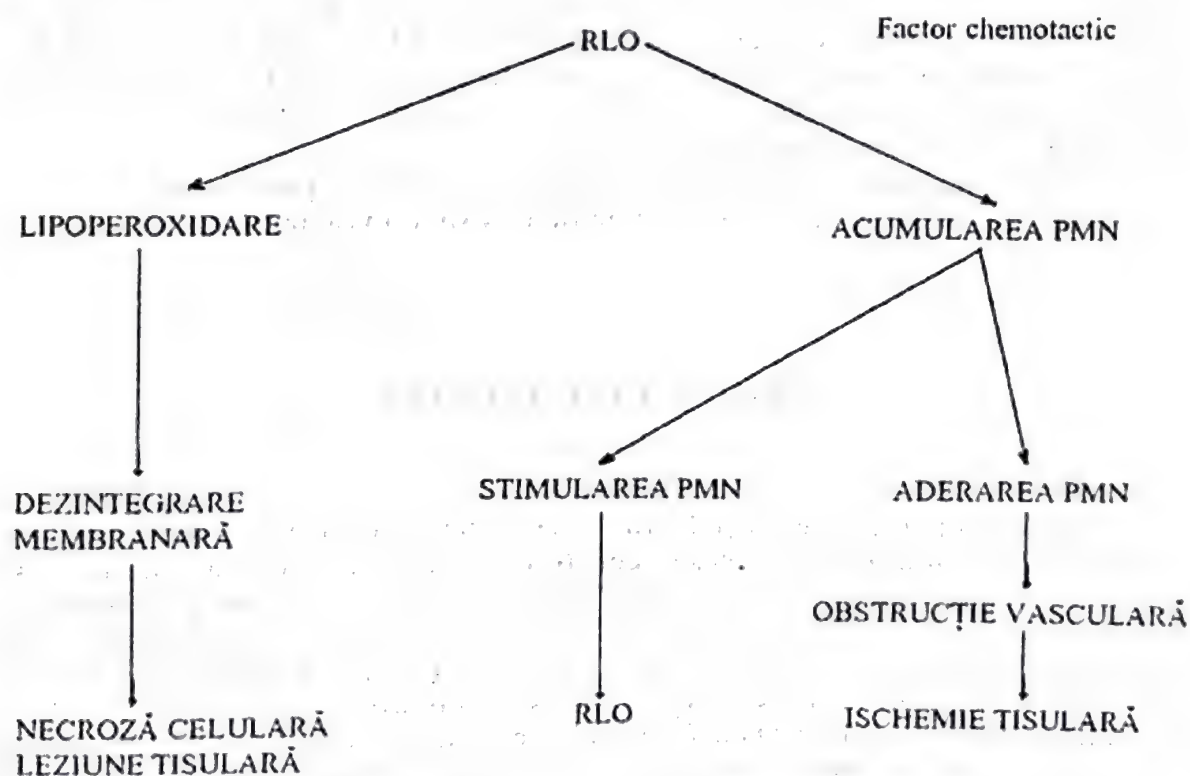 RLO
Factor chemotactic
LIPOPEROXIDARE
ACUMULAREA PMN
DEZINTEGRARE
MEMBRANARĂ
STIMULAREA PMN
ADERAREA PMN
OBSTRUCȚIE VASCULARĂ
NECROZĂ CELULARĂ
LEZIUNE TISULARĂ
RLO
ISCHEMIE TISULARĂ